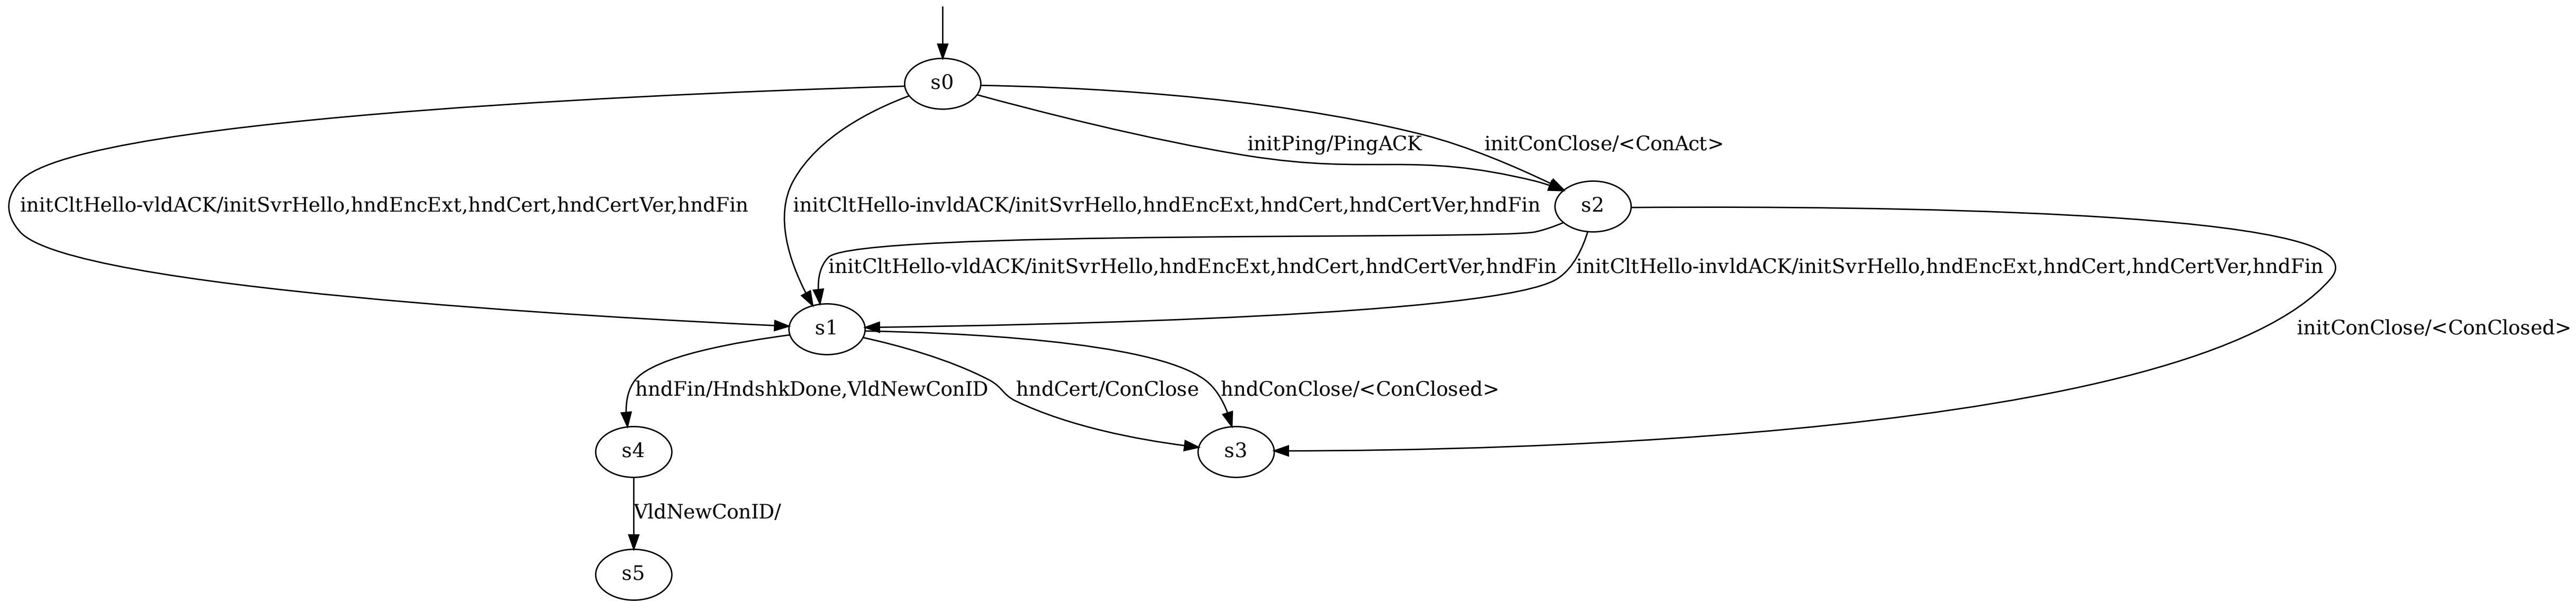 s0
initPing/PingACK
initConClose/<ConAct>
initCltHello-vldACK/initSvrHello,hndEncExt,hndCert,hndCertVer,hndFin
initCltHello-invldACK/initSvrHello,hndEncExt,hndCert,hndCertVer,hndFin
s2
initCltHello-vldACK/initSvrHello,hndEncExt,hndCert,hndCertVer,hndFin
initCltHello-invldACK/initSvrHello,hndEncExt,hndCert,hndCertVer,hndFin
s1
initConClose/<ConClosed>
hndFin/HndshkDone,VldNewConID
hndCert/ConClose
hndConClose/<ConClosed>
s4
s3
VldNewConID/
s5